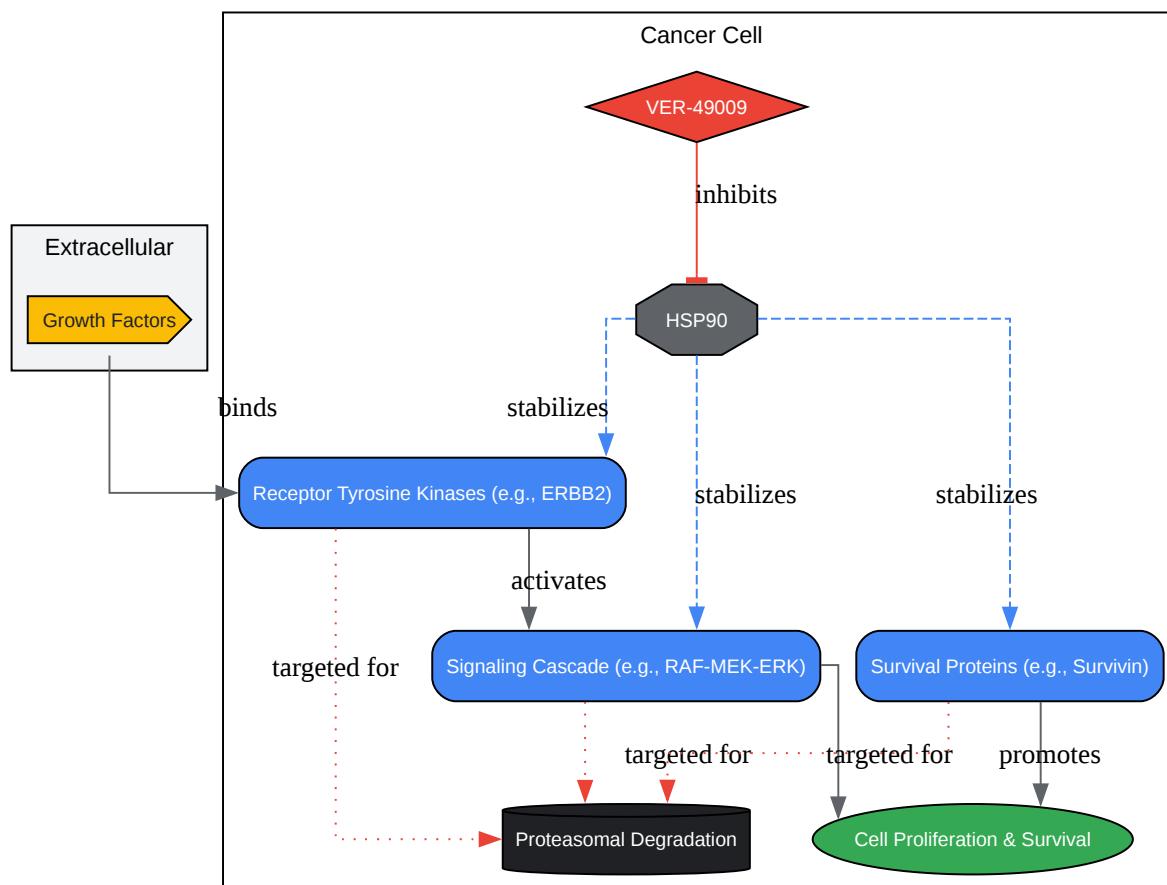 Cancer Cell
VER-49009
inhibits
Extracellular
Growth Factors
HSP90
binds
stabilizes
Receptor Tyrosine Kinases (e.g., ERBB2)
stabilizes
stabilizes
activates
Signaling Cascade (e.g., RAF-MEK-ERK)
Survival Proteins (e.g., Survivin)
targeted for
targeted for
targeted for
promotes
Proteasomal Degradation
Cell Proliferation & Survival